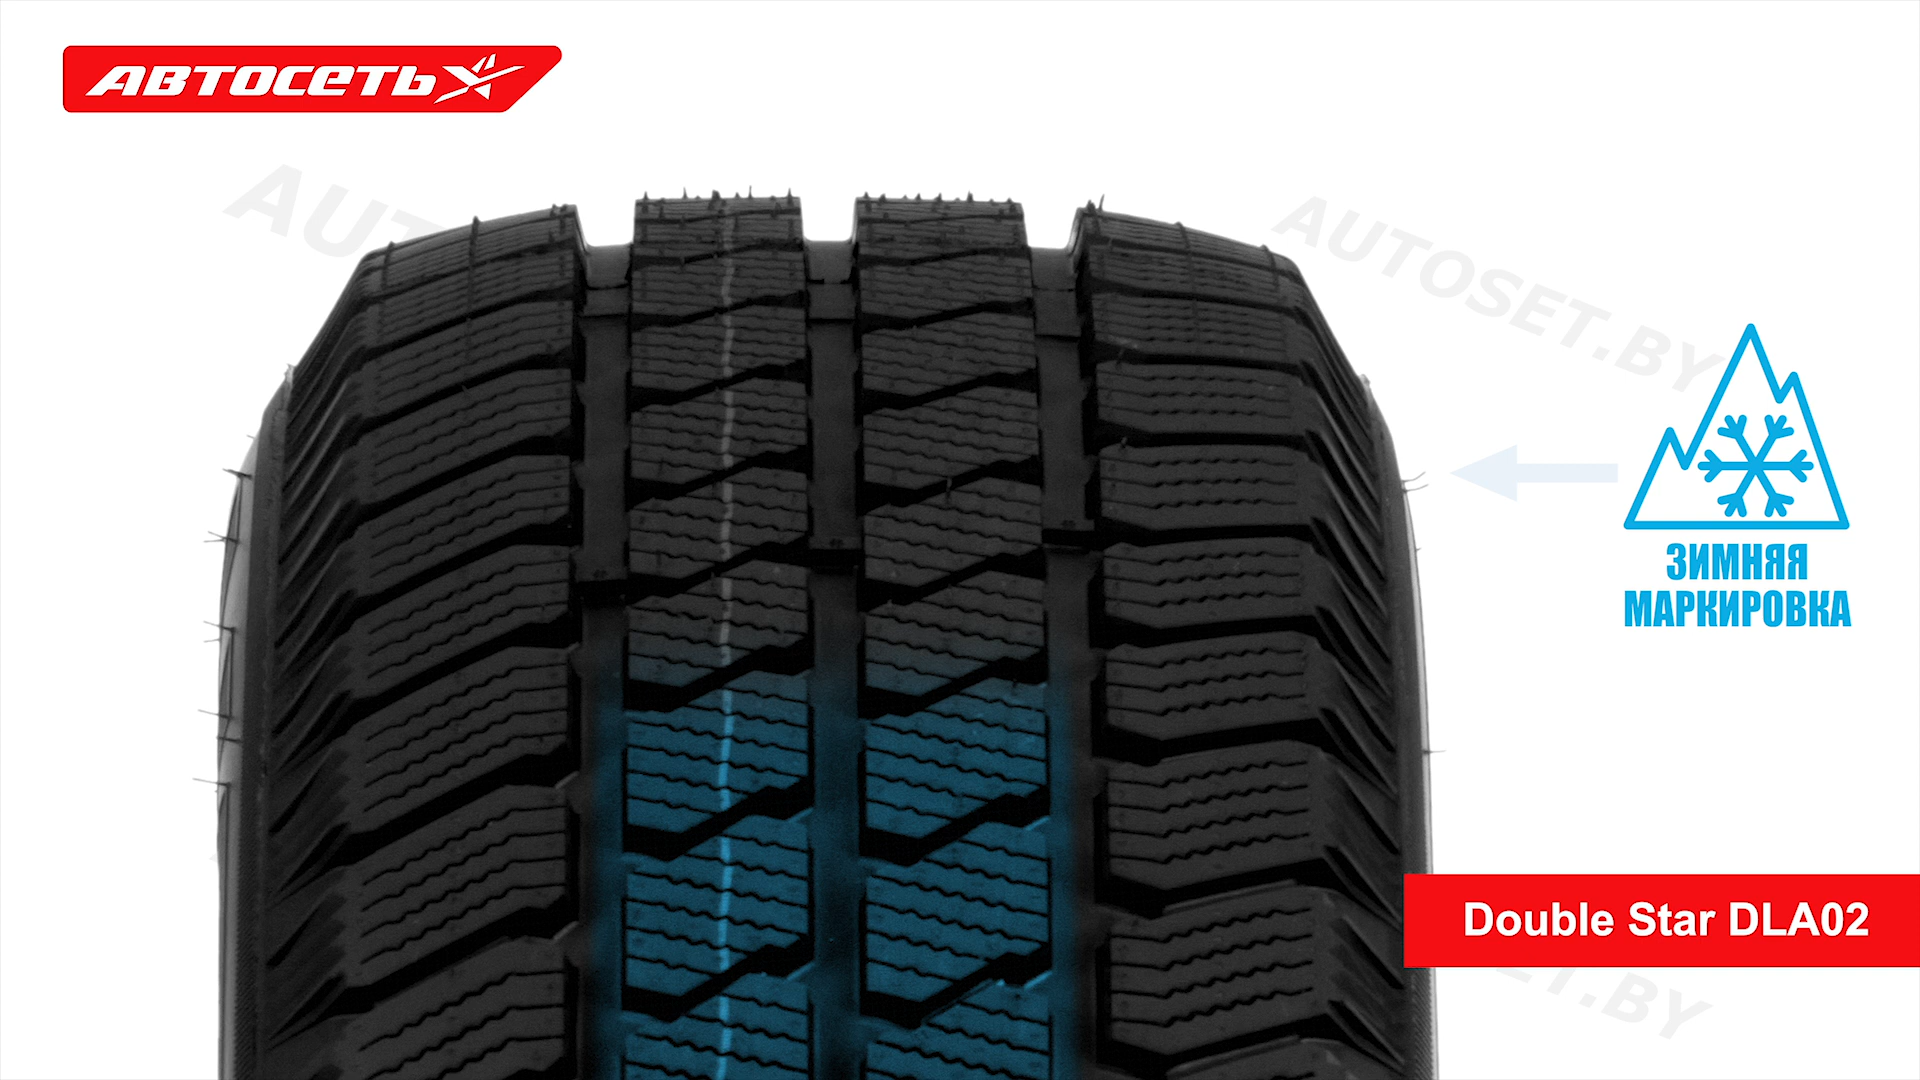 АВТОСЕТЬ
AUTOSET.BY
ЗИМНЯЯ
МАРКИРОВКА
Double Star DLA02